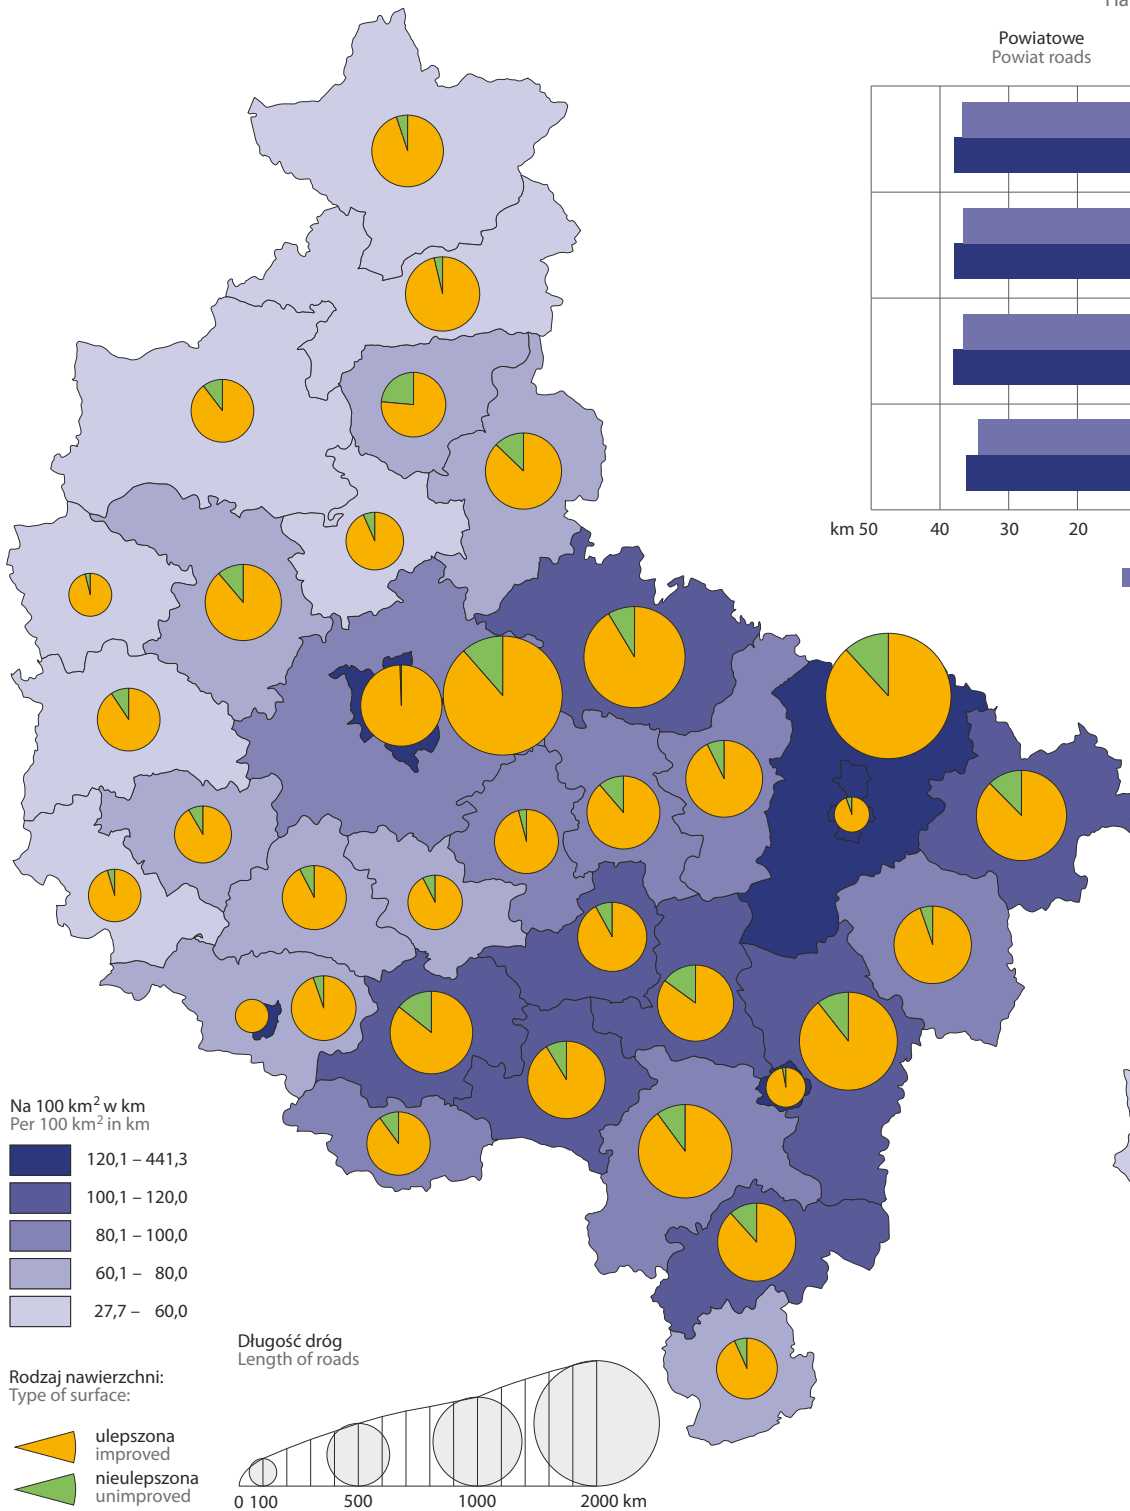 Powiatowe
Powiat roads
km 50 40 30 20
Na 100 km² w km
Per 100 km² in km
120,1 – 441,3
100,1 – 120,0
80,1 – 100,0
60,1 – 80,0
27,7 – 60,0
Długość dróg
Length of roads
0 100 500 1000 2000 km
Rodzaj nawierzchni:
Type of surface:
ulepszona
improved
nieulepszona
unimproved